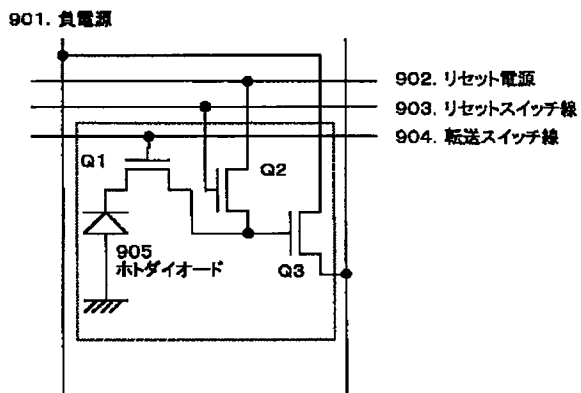 901. 負電源
902. リセット電源
903. リセットスイッチ線
904. 転送スイッチ線
Q1
Q2
905
ホトダイオード
Q3